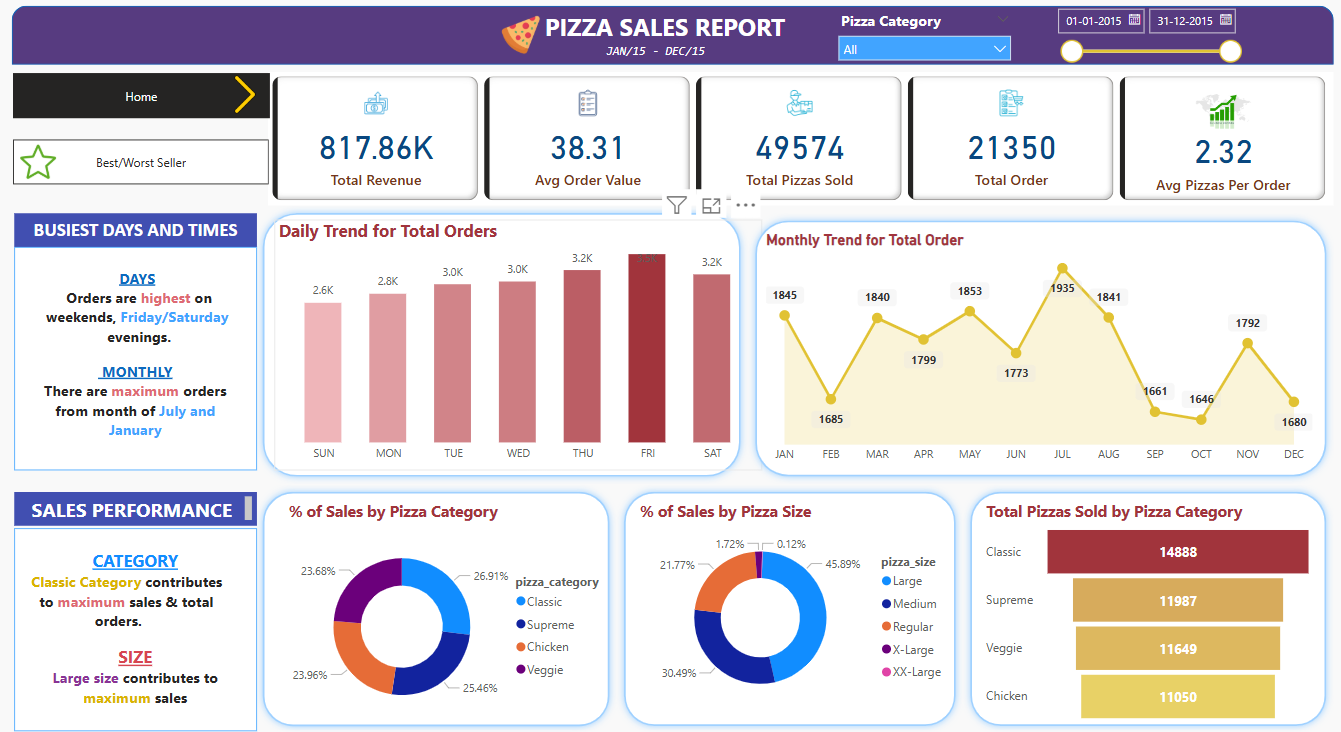 PIZZA SALES REPORT
JAN/15 - DEC/15
Pizza Category
All
01-01-2015
31-12-2015
Home
Best/Worst Seller
817.86K
Total Revenue
38.31
Avg Order Value
49574
Total Pizzas Sold
21350
Total Order
2.32
Avg Pizzas Per Order
BUSIEST DAYS AND TIMES
DAYS
Orders are highest on
weekends, Friday/Saturday
evenings.
MONTHLY
There are maximum orders
from month of July and
January
Daily Trend for Total Orders
2.6K
2.8K
3.0K
3.0K
3.2K
3.2K
SUN
MON
TUE
WED
THU
FRI
SAT
Monthly Trend for Total Order
1845
1685
1840
1799
1853
1773
1935
1841
1661
1646
1792
1680
JAN
FEB
MAR
APR
MAY
JUN
JUL
AUG
SEP
OCT
NOV
DEC
SALES PERFORMANCE
CATEGORY
Classic Category contributes
to maximum sales & total
orders.
SIZE
Large size contributes to
maximum sales
% of Sales by Pizza Category
26.91%
25.46%
23.96%
23.68%
pizza_category
Classic
Supreme
Chicken
Veggie
% of Sales by Pizza Size
1.72%
0.12%
45.89%
30.49%
21.77%
pizza_size
Large
Medium
Regular
X-Large
XX-Large
Total Pizzas Sold by Pizza Category
Classic
14888
Supreme
11987
Veggie
11649
Chicken
11050